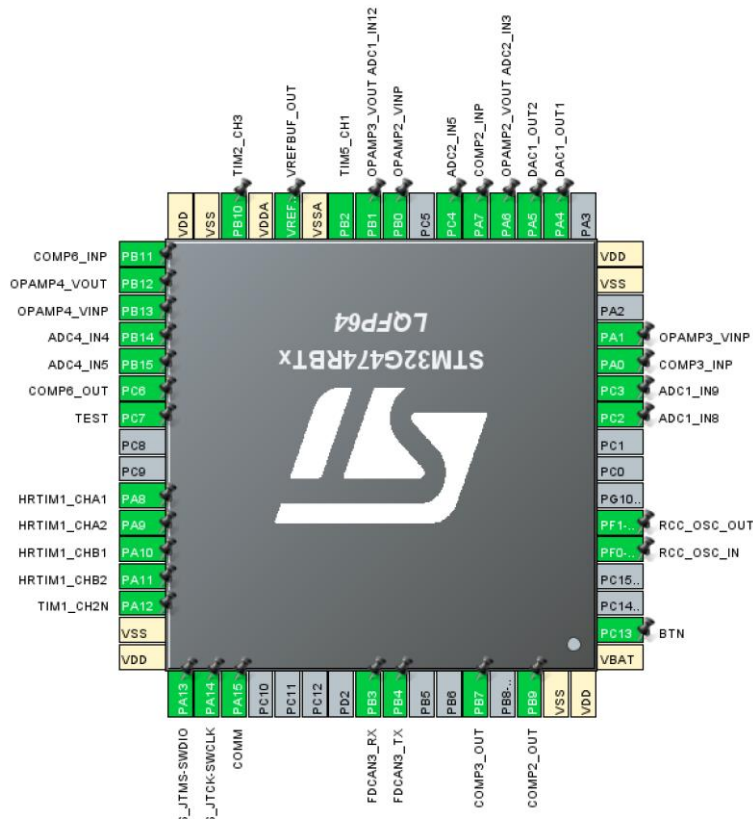 TIM2_CH3
VREFBUF_OUT
TIM5_CH1
OPAMP3_VOUT ADC1_IN12
OPAMP2_VINP
ADC2_IN5
COMP2_INP
OPAMP2_VOUT ADC2_IN3
DAC1_OUT2
DAC1_OUT1
VDD
VSS
PB10
VDDA
VREF..
VSSA
PB2
PB1
PB0
PC5
PC4
PA7
PA6
PA5
PA4
PA3
COMP6_INP PB11
OPAMP4_VOUT PB12
OPAMP4_VINP PB13
ADC4_IN4 PB14
ADC4_IN5 PB15
COMP6_OUT PC6
TEST PC7
PC8
PC9
HRTIM1_CHA1 PA8
HRTIM1_CHA2 PA9
HRTIM1_CHB1 PA10
HRTIM1_CHB2 PA11
TIM1_CH2N PA12
VSS
VDD
STM32G474RBTx
LQFP64
VDD
VSS
PA2
PA1 OPAMP3_VINP
PA0 COMP3_INP
PC3 ADC1_IN9
PC2 ADC1_IN8
PC1
PC0
PG10..
PF1-.. RCC_OSC_OUT
PF0-.. RCC_OSC_IN
PC15..
PC14..
PC13 BTN
VBAT
PA13
PA14
PA15
PC10
PC11
PC12
PD2
PB3
PB4
PB5
PB6
PB7
PB8-..
PB9
VSS
VDD
S_JTMS-SWDIO
S_JTCK-SWCLK
COMM
FDCAN3_RX
FDCAN3_TX
COMP3_OUT
COMP2_OUT